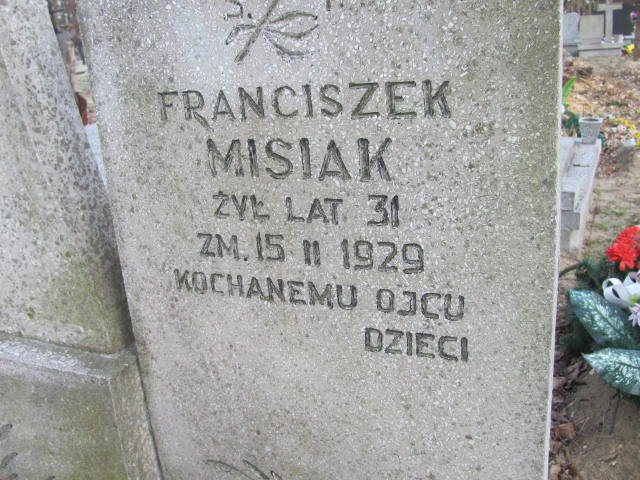 FRANCISZEK
MISIAK
ŻYŁ LAT 31
ZM. 15 II 1929
KOCHANEMU OJCU
DZIECI